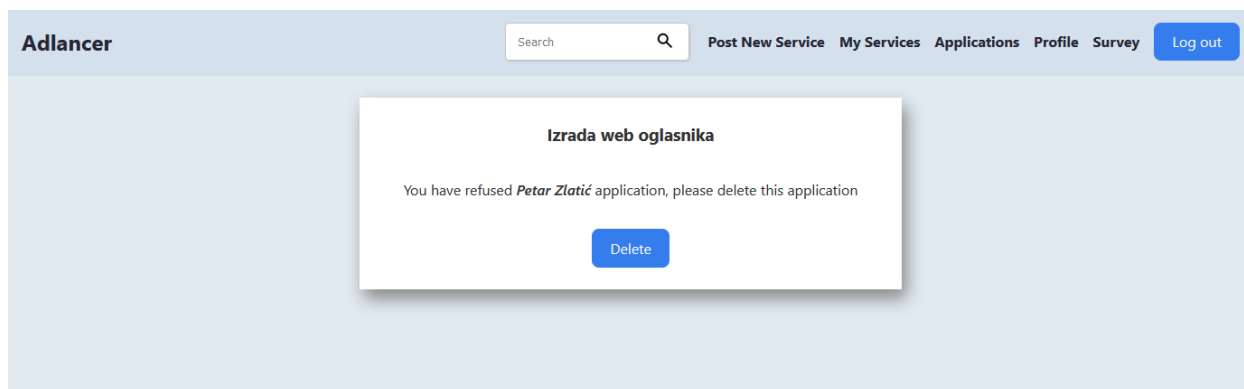 Adlancer
Search
Post New Service
My Services
Applications
Profile
Survey
Log out
Izrada web oglasnika
You have refused Petar Zlatić application, please delete this application
Delete